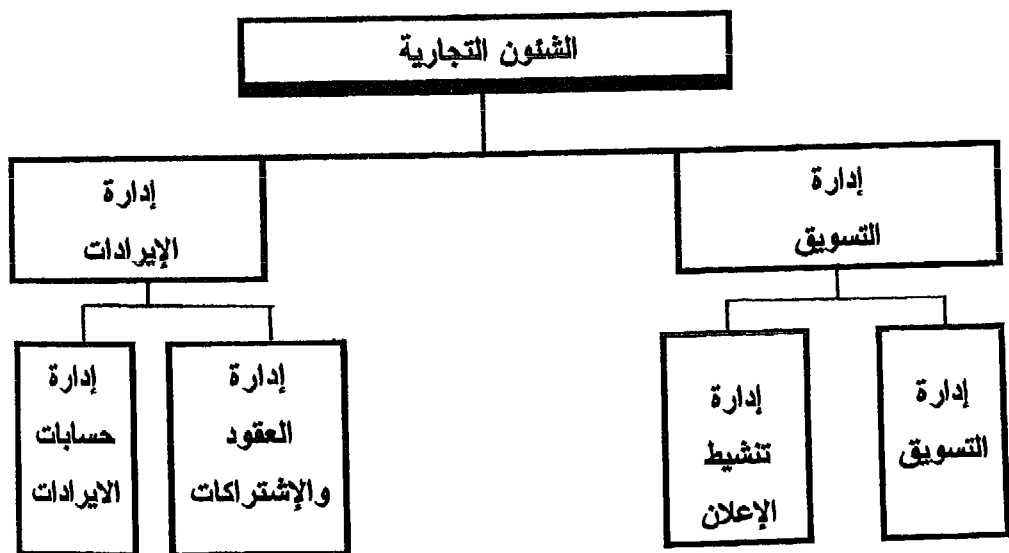 الشئون التجارية
إدارة
التسويق
إدارة
الإيرادات
إدارة
التسويق
إدارة
تنشيط
الإعلان
إدارة
العقود
والإشتراكات
إدارة
حسابات
الايرادات